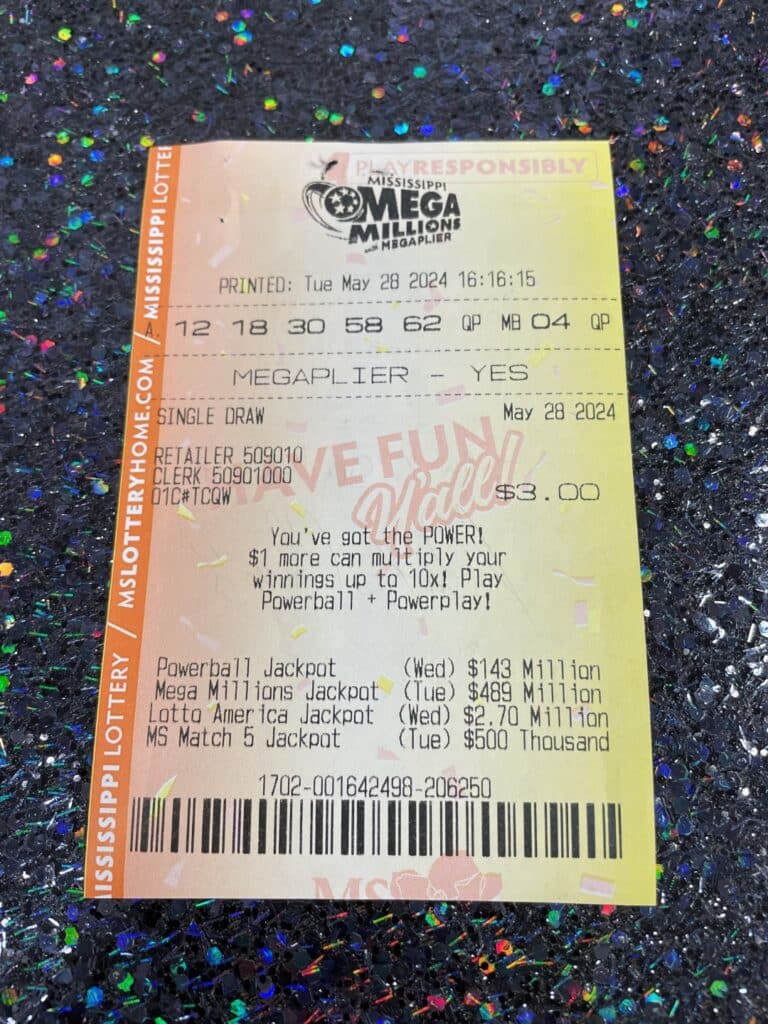 PLAYRESPONSIBLY
MISSISSIPPI
MEGA
MILLIONS
with MEGAPLIER
PRINTED: Tue May 28 2024 16:16:15
A. 12 18 30 58 62 QP MB 04 QP
MEGAPLIER - YES
SINGLE DRAW May 28 2024
RETAILER 509010
CLERK 50901000
01C#TCQW
$3.00
HAVE FUN
Y'all!
You've got the POWER!
$1 more can multiply your
winnings up to 10x! Play
Powerball + Powerplay!
Powerball Jackpot (Wed) $143 Million
Mega Millions Jackpot (Tue) $489 Million
Lotto America Jackpot (Wed) $2.70 Million
MS Match 5 Jackpot (Tue) $500 Thousand
1702-001642498-206250
MS
ISSISSIPPI LOTTERY / MSLOTTERYHOME.COM / MISSISSIPPI LOTTER